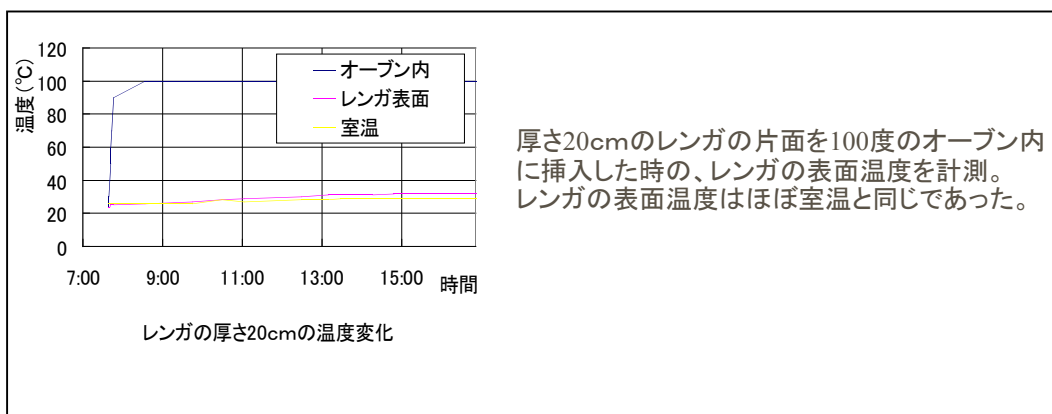 120
100
80
60
40
20
0
温度(℃)
オーブン内
レンガ表面
室温
7:00 9:00 11:00 13:00 15:00 時間
レンガの厚さ20cmの温度変化
厚さ20cmのレンガの片面を100度のオーブン内
に挿入した時の、レンガの表面温度を計測。
レンガの表面温度はほぼ室温と同じであった。